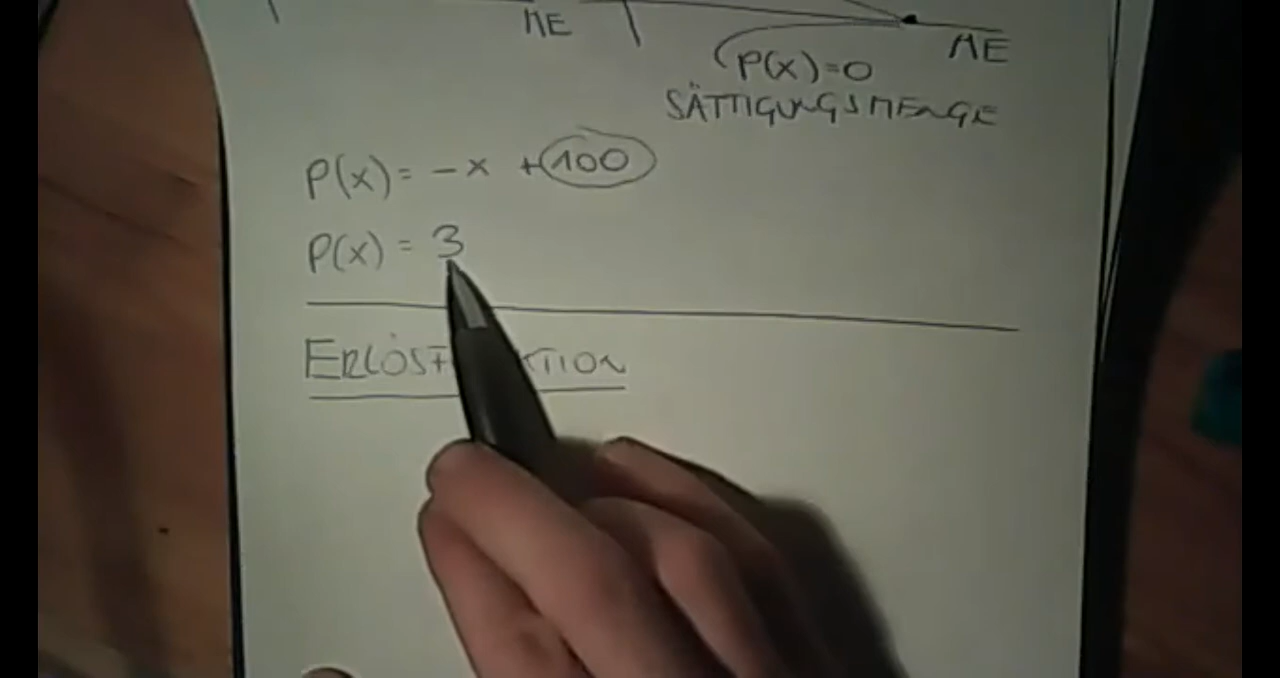 ME
ME
P(x)=0
SÄTTIGUNGSMENGE
P(x) = -x + 100
P(x) = 3